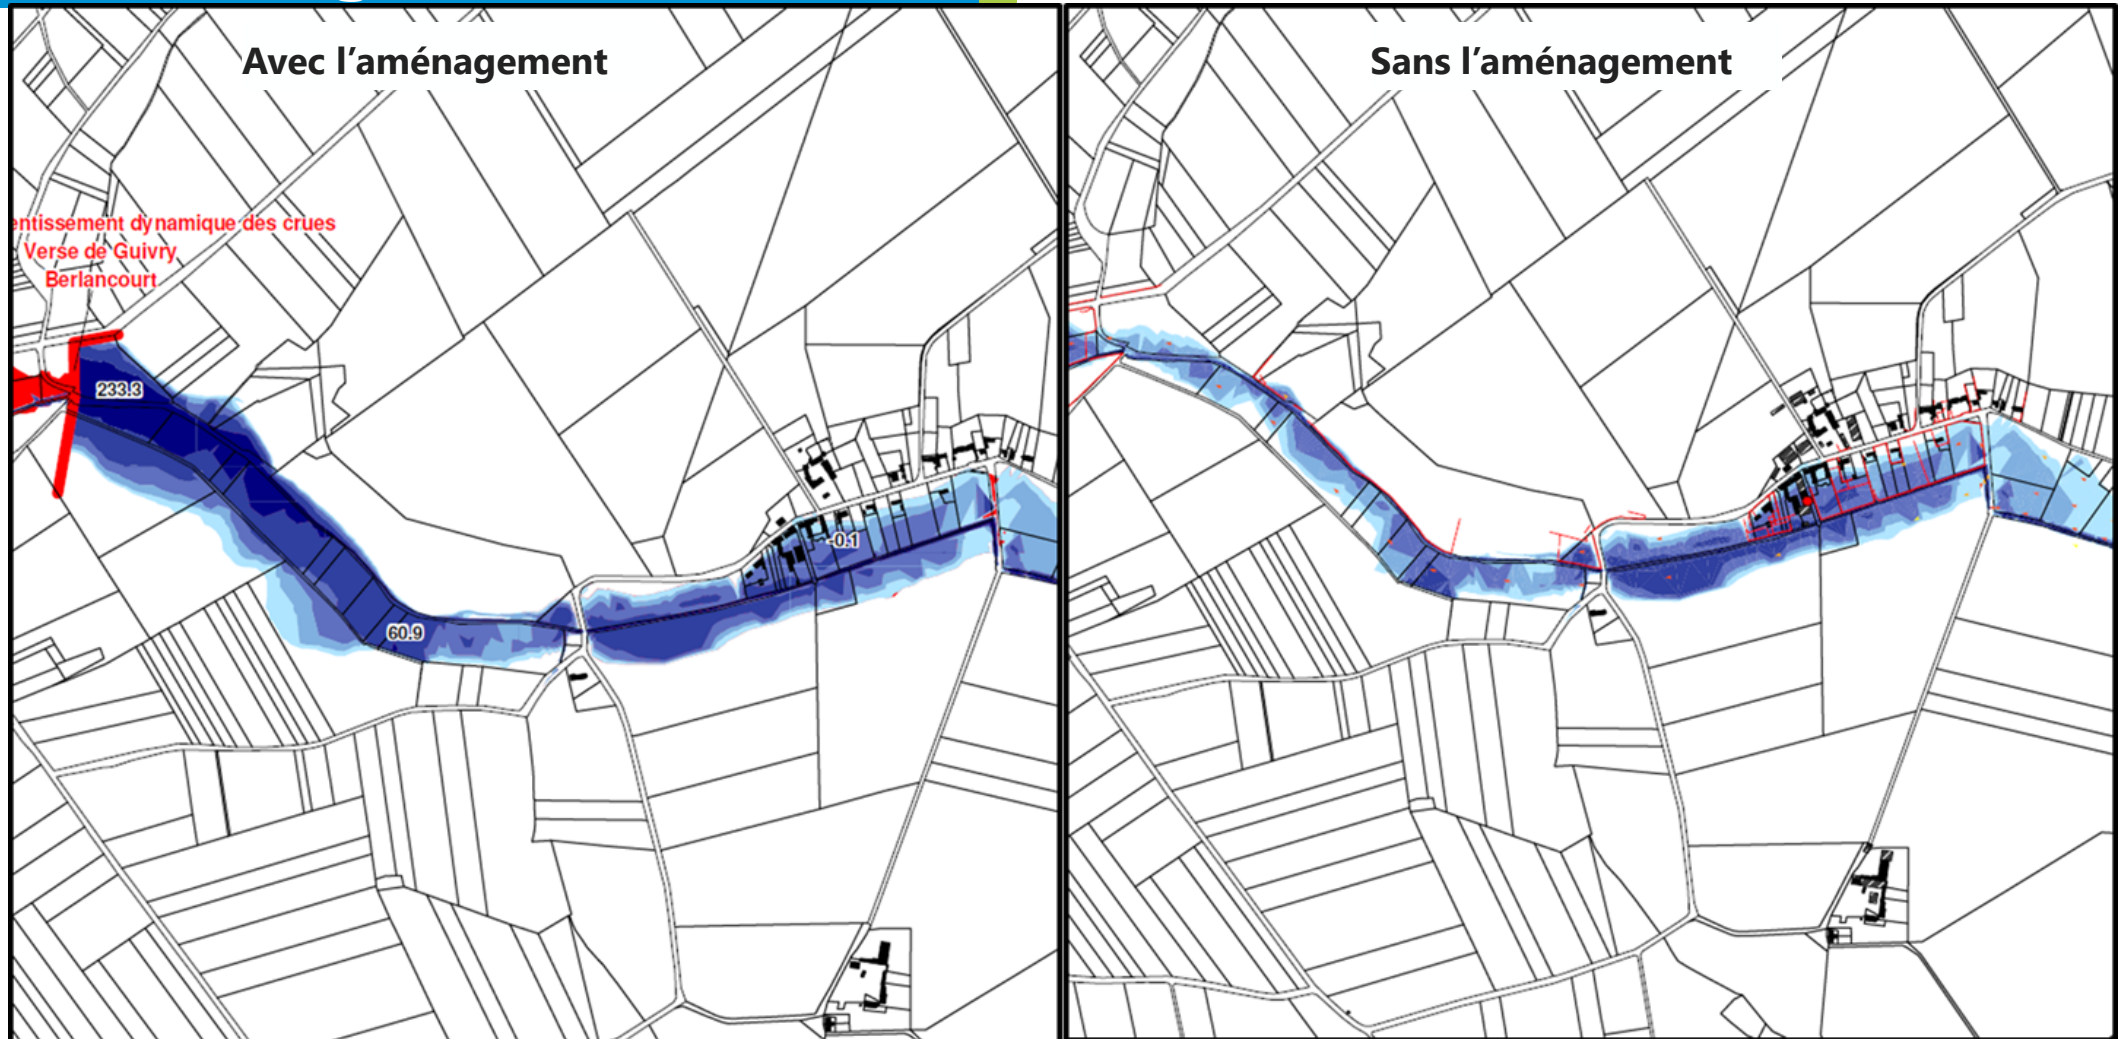 Avec l’aménagement
Sans l’aménagement
entissement dynamique des crues
Verse de Guivry
Berlancourt
233.3
-0.1
60.9